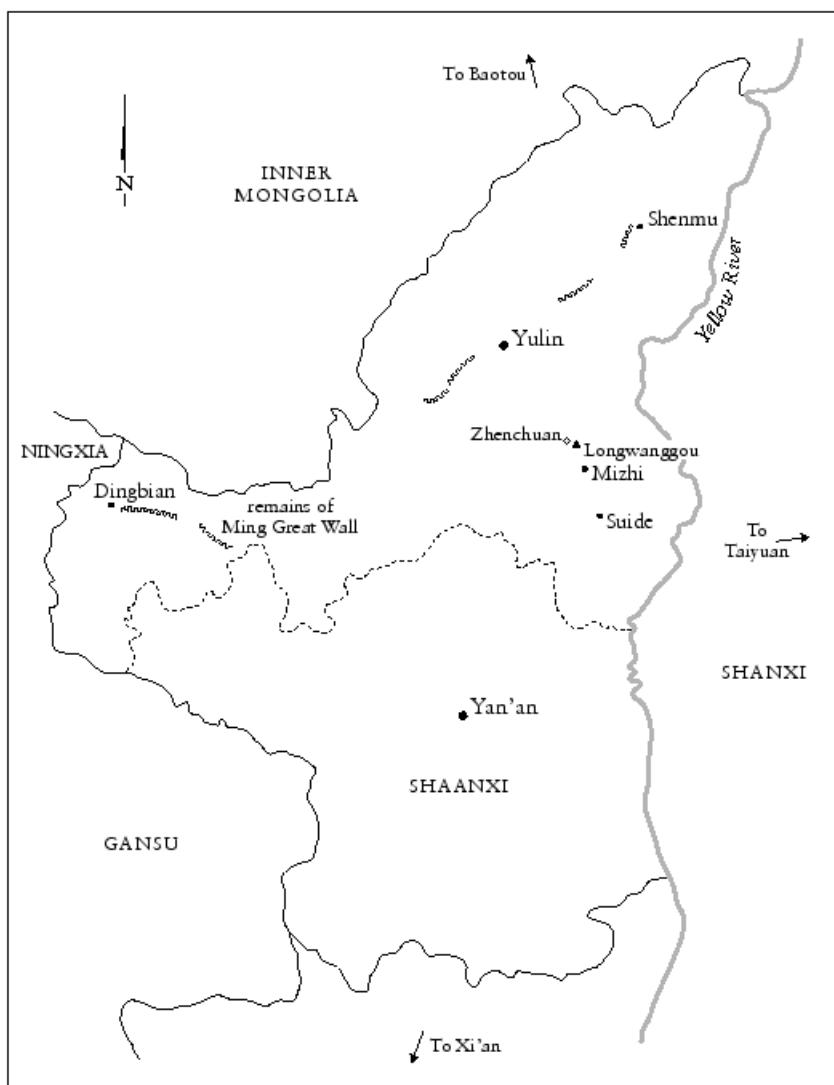 To Baotou
N
INNER
MONGOLIA
Shenmu
Yellow River
Yulin
Zhenchuan
Longwanggou
Mizhi
NINGXIA
Dingbian
remains of
Ming Great Wall
Suide
To
Taiyuan
SHANXI
Yan’an
SHAANXI
GANSU
To Xi’an